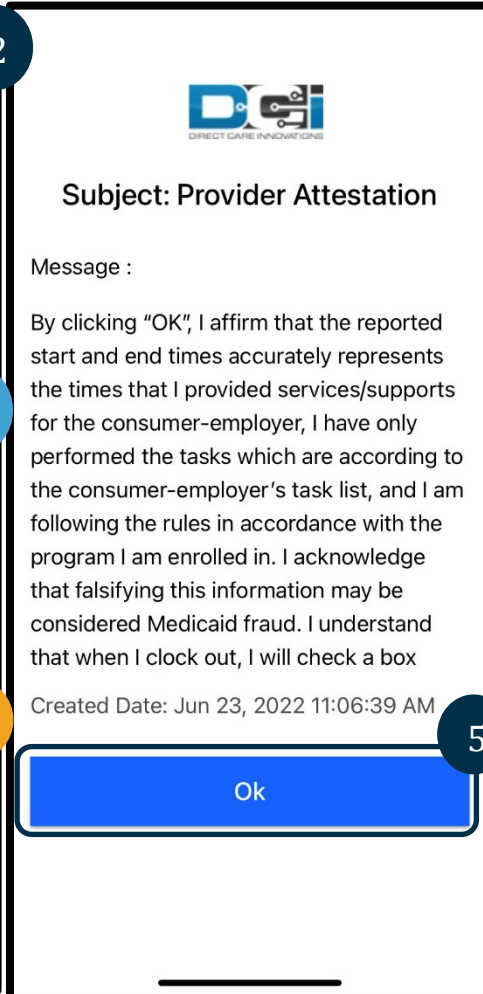 2
DCi
DIRECT CARE INNOVATIONS
Subject: Provider Attestation
Message :
By clicking “OK”, I affirm that the reported
start and end times accurately represents
the times that I provided services/supports
for the consumer-employer, I have only
performed the tasks which are according to
the consumer-employer’s task list, and I am
following the rules in accordance with the
program I am enrolled in. I acknowledge
that falsifying this information may be
considered Medicaid fraud. I understand
that when I clock out, I will check a box
Created Date: Jun 23, 2022 11:06:39 AM
5
Ok